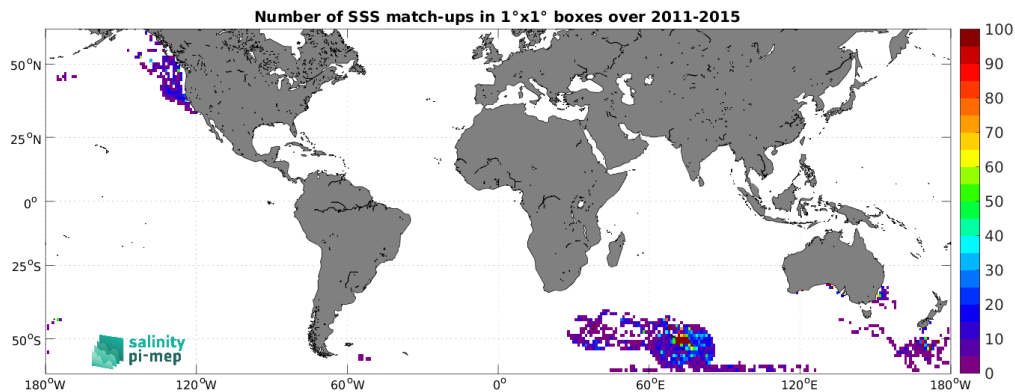 Number of SSS match-ups in 1°x1° boxes over 2011-2015
50°N
25°N
0°
25°S
50°S
180°W
120°W
60°W
0°
60°E
120°E
180°W
100
90
80
70
60
50
40
30
20
10
0
salinity
pi-mep